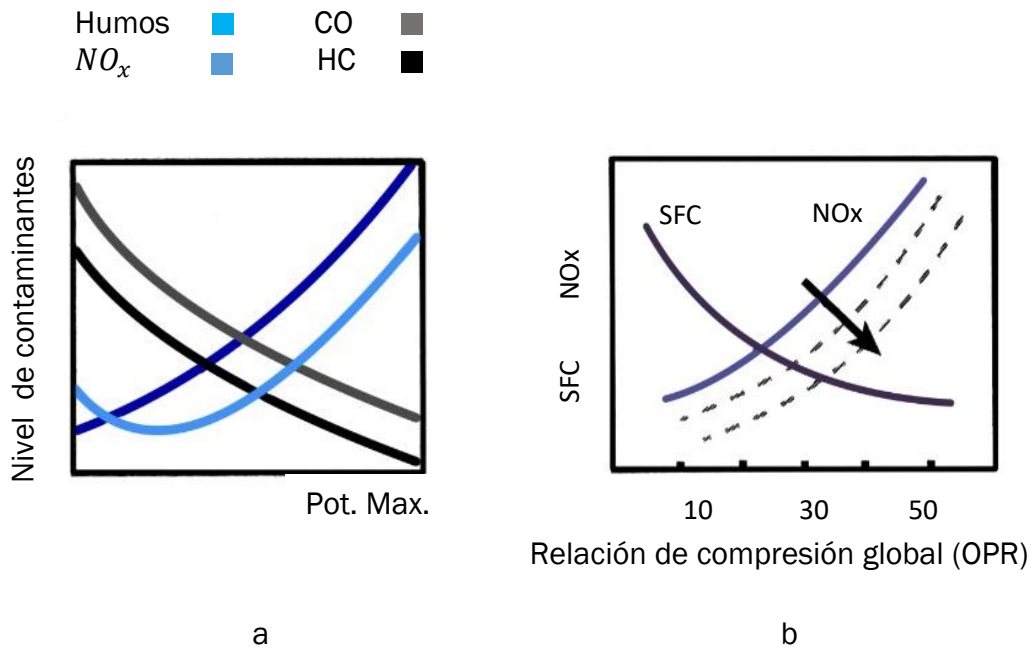 Humos
CO
NOₓ
HC
Nivel de contaminantes
Pot. Max.
SFC
NOx
NOx
SFC
10
30
50
Relación de compresión global (OPR)
a
b